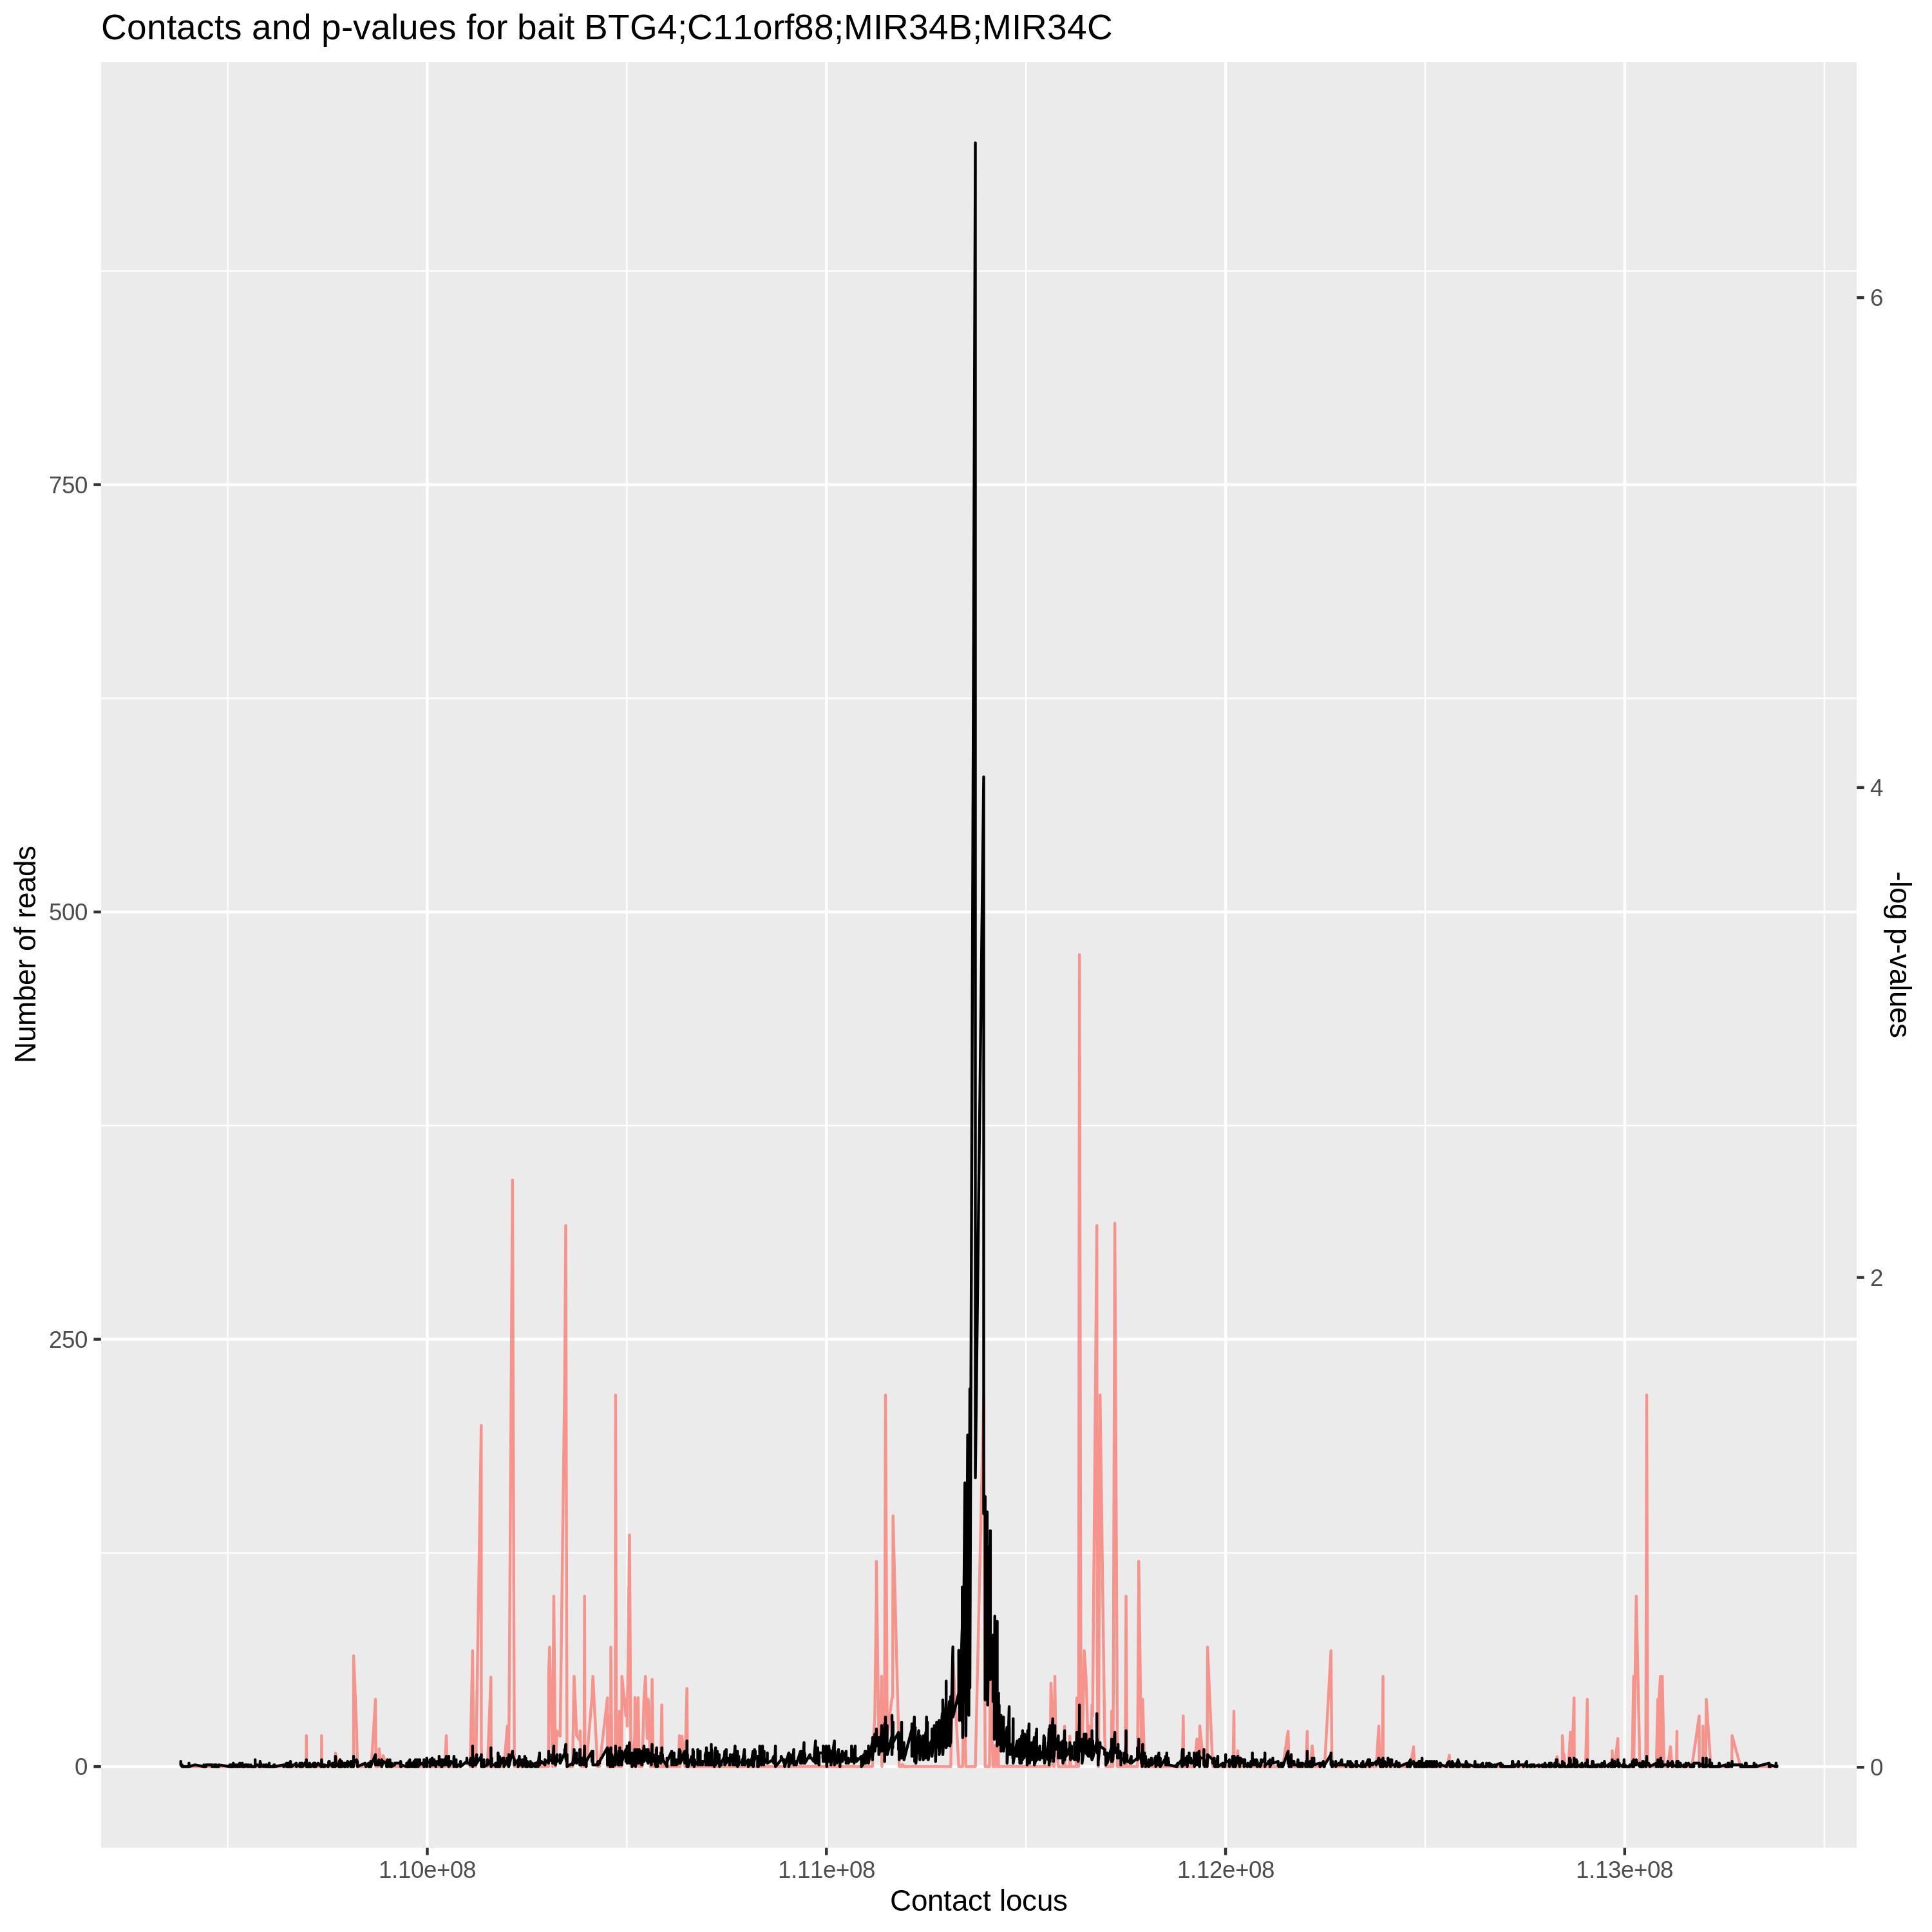 Contacts and p-values for bait BTG4;C11orf88;MIR34B;MIR34C
Number of reads
750
500
250
0
6
4
2
0
-log p-values
1.10e+08
1.11e+08
1.12e+08
1.13e+08
Contact locus